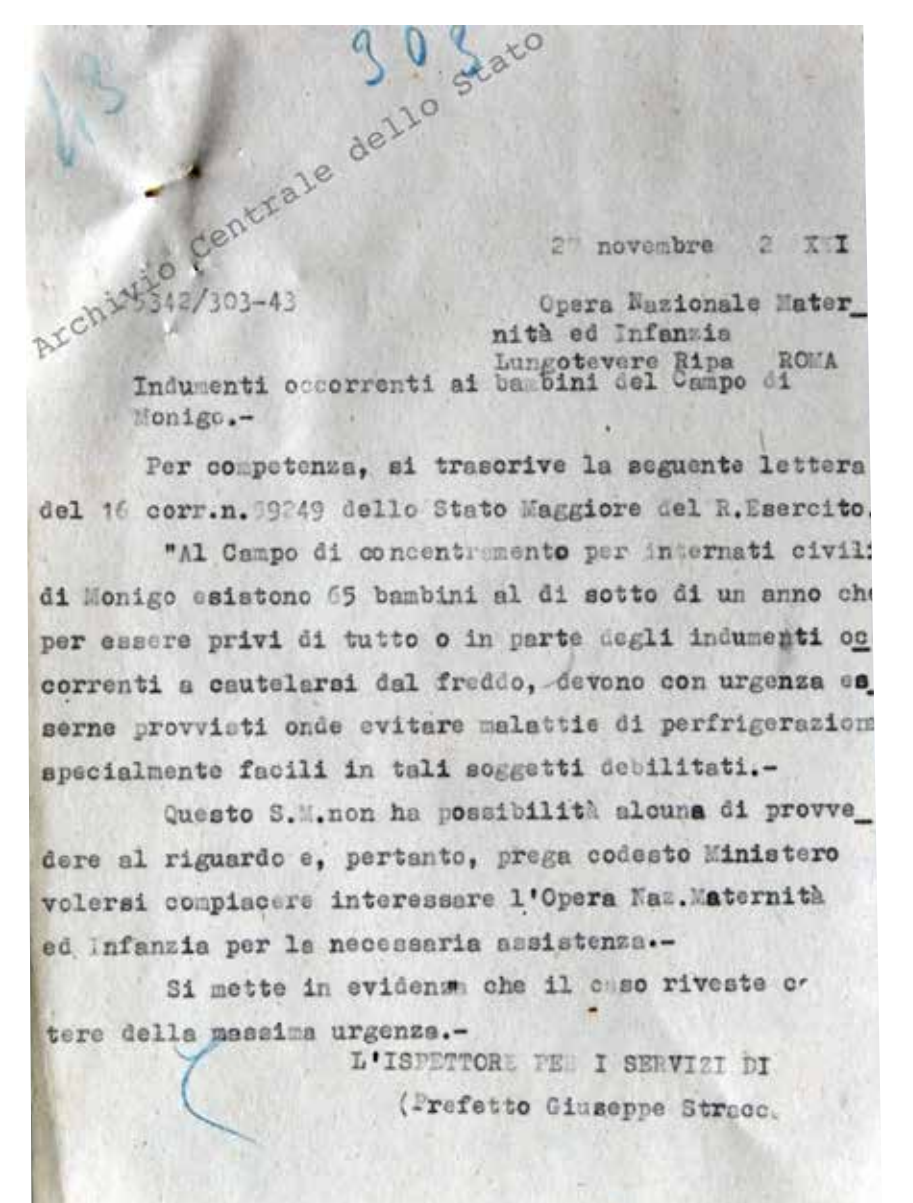 303
43
Archivio Centrale dello Stato
novembre 2 XXI
5342/303-43
Opera Nazionale Mater_
nità ed Infanzia
Lungotevere Ripa ROMA
Indumenti occorrenti ai bambini del Campo di
Monigo.-
Per competenza, si trascrive la seguente lettera
del 16 corr.n.99249 dello Stato Maggiore del R.Esercito.
"Al Campo di concentramento per internati civili
di Monigo esistono 65 bambini al di sotto di un anno che
per essere privi di tutto o in parte degli indumenti oc
correnti a cautelarsi dal freddo, devono con urgenza es_
serne provvisti onde evitare malattie di perfrigerazion
specialmente facili in tali soggetti debilitati.-
Questo S.M.non ha possibilità alcuna di provve_
dere al riguardo e, pertanto, prega codesto Ministero
volersi compiacere interessare l'Opera Naz.Maternità
ed Infanzia per la necessaria assistenza.-
Si mette in evidenza che il caso riveste
tere della massima urgenza.-
L'ISPETTORE PER I SERVIZI DI
(Prefetto Giuseppe Stracc